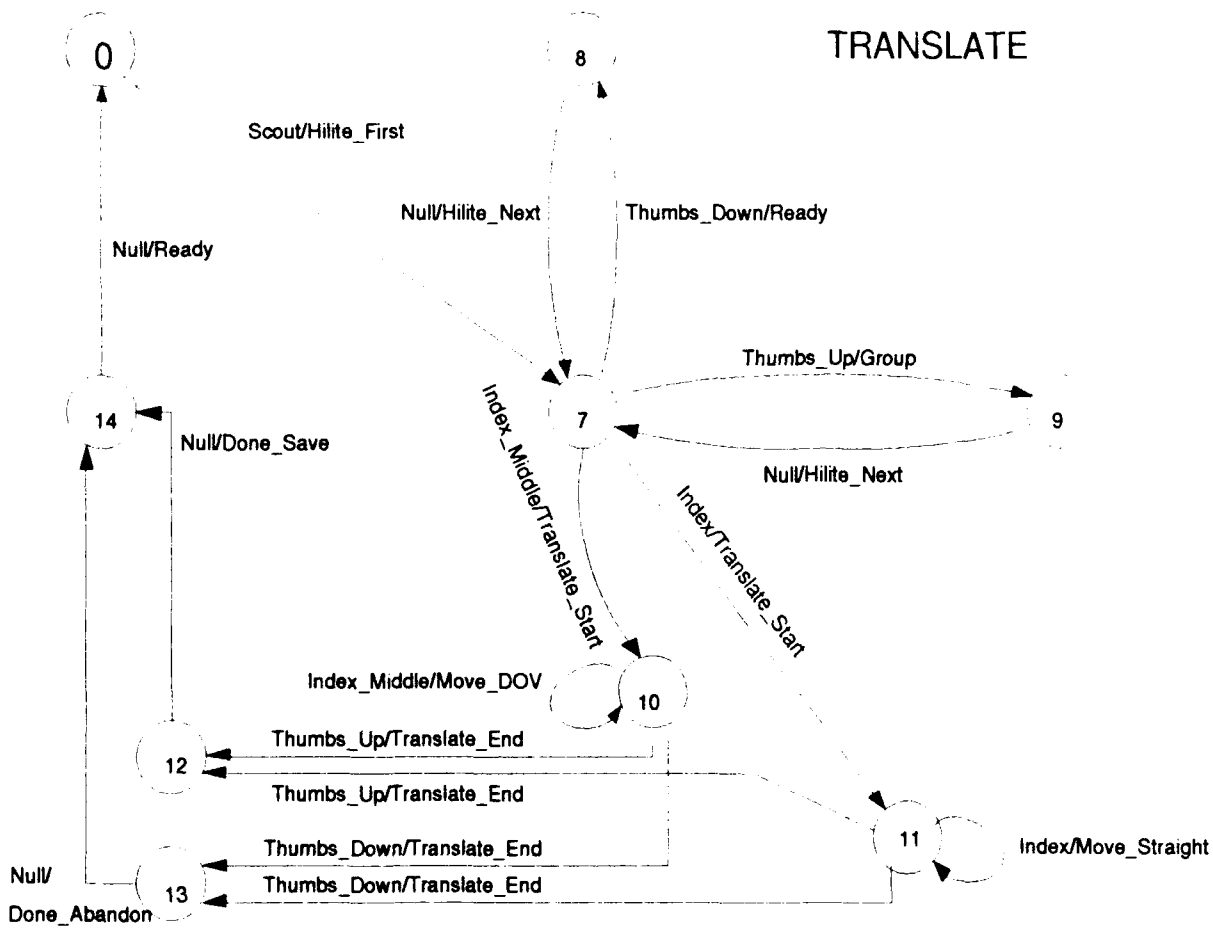 TRANSLATE
0
8
Scout/Hilite_First
Null/Hilite_Next
Thumbs_Down/Ready
Null/Ready
Thumbs_Up/Group
14
7
9
Null/Done_Save
Null/Hilite_Next
Index_Middle/Translate_Start
Index/Translate_Start
Index_Middle/Move_DOV
10
Thumbs_Up/Translate_End
12
Thumbs_Up/Translate_End
11
Thumbs_Down/Translate_End
Index/Move_Straight
Null/
Done_Abandon
13
Thumbs_Down/Translate_End